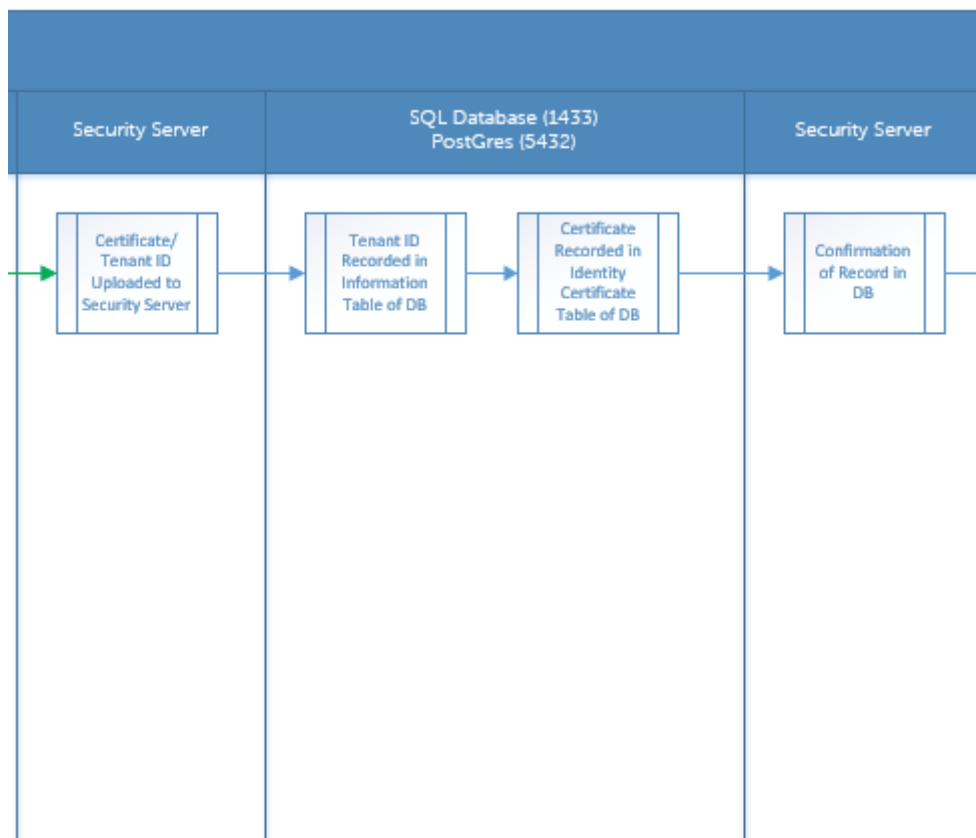 Security Server
SQL Database (1433)
PostGres (5432)
Security Server
Certificate/
Tenant ID
Uploaded to
Security Server
Tenant ID
Recorded in
Information
Table of DB
Certificate
Recorded in
Identity
Certificate
Table of DB
Confirmation
of Record in
DB